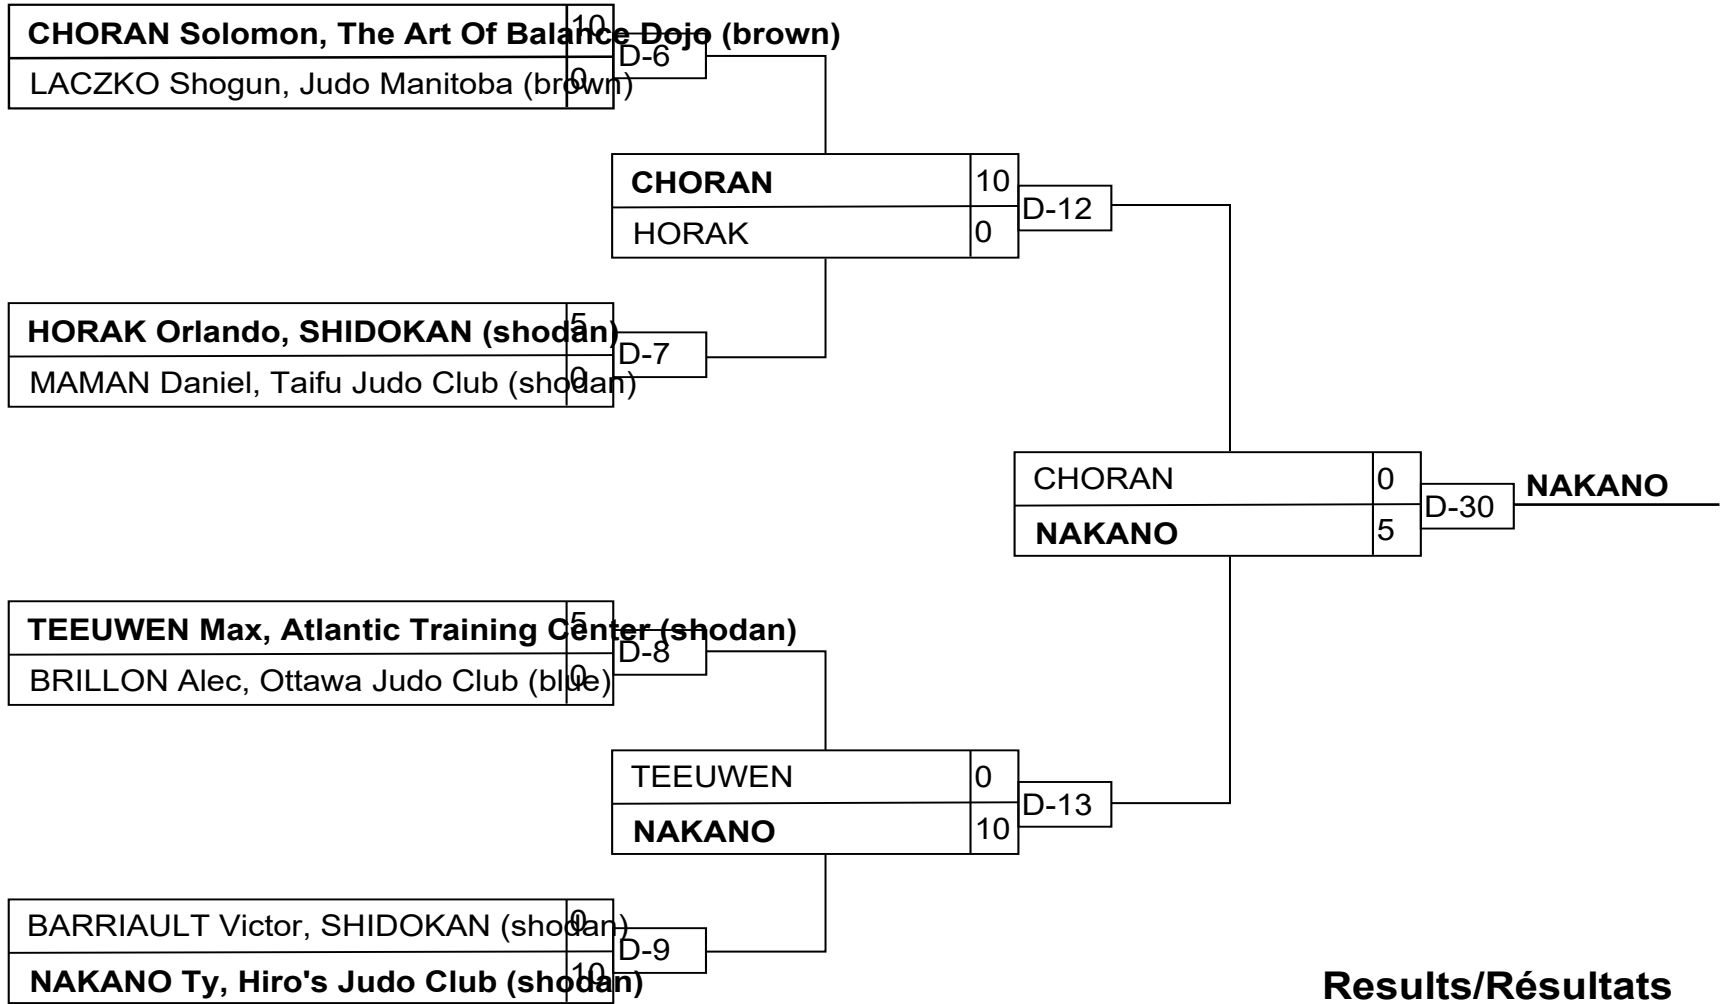 CHORAN Solomon, The Art Of Balance Dojo (brown) 10
D-6
LACZKO Shogun, Judo Manitoba (brown) 0
CHORAN 10
D-12
HORAK 0
HORAK Orlando, SHIDOKAN (shodan) 5
D-7
MAMAN Daniel, Taifu Judo Club (shodan) 0
CHORAN 0
D-30 NAKANO
NAKANO 5
TEEUWEN Max, Atlantic Training Center (shodan) 5
D-8
BRILLON Alec, Ottawa Judo Club (blue) 0
TEEUWEN 0
D-13
NAKANO 10
BARRIAULT Victor, SHIDOKAN (shodan) 0
D-9
NAKANO Ty, Hiro's Judo Club (shodan) 10
Results/Résultats